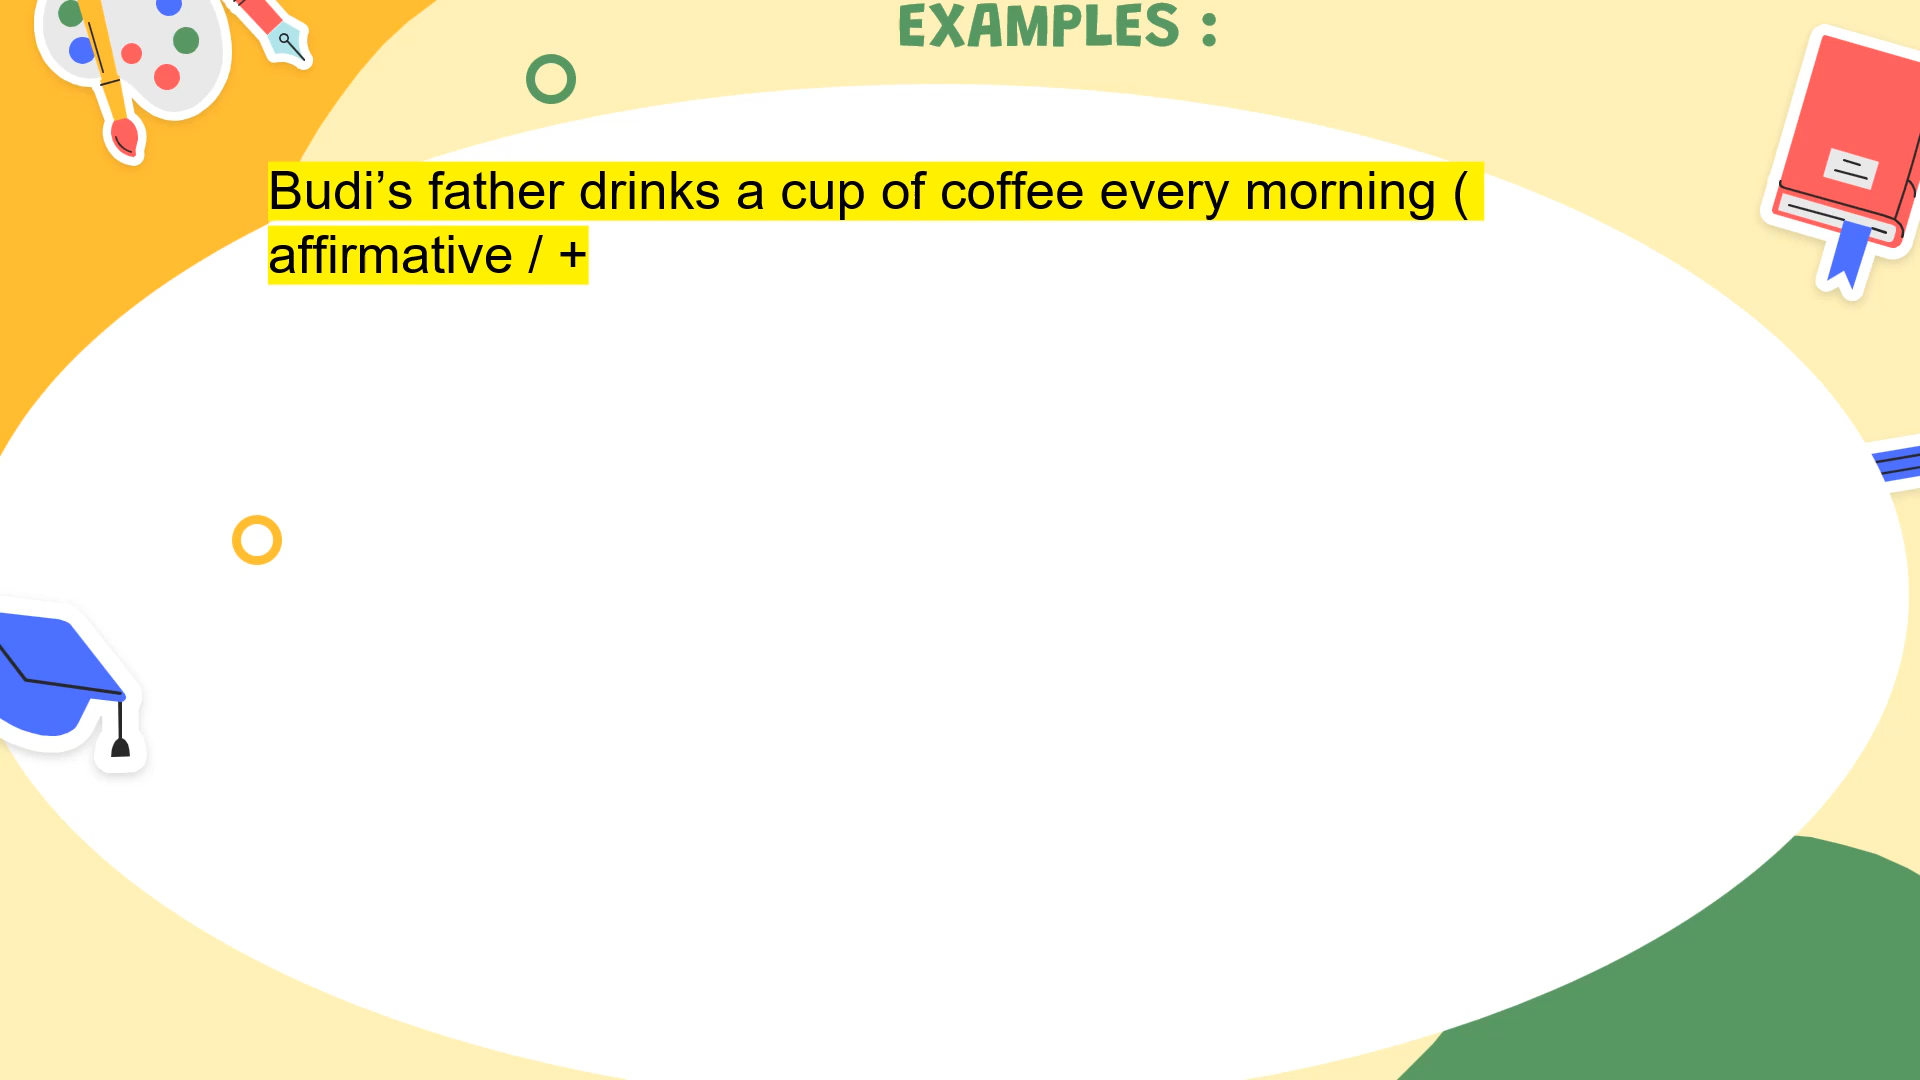 EXAMPLES :
Budi’s father drinks a cup of coffee every morning (
affirmative / +